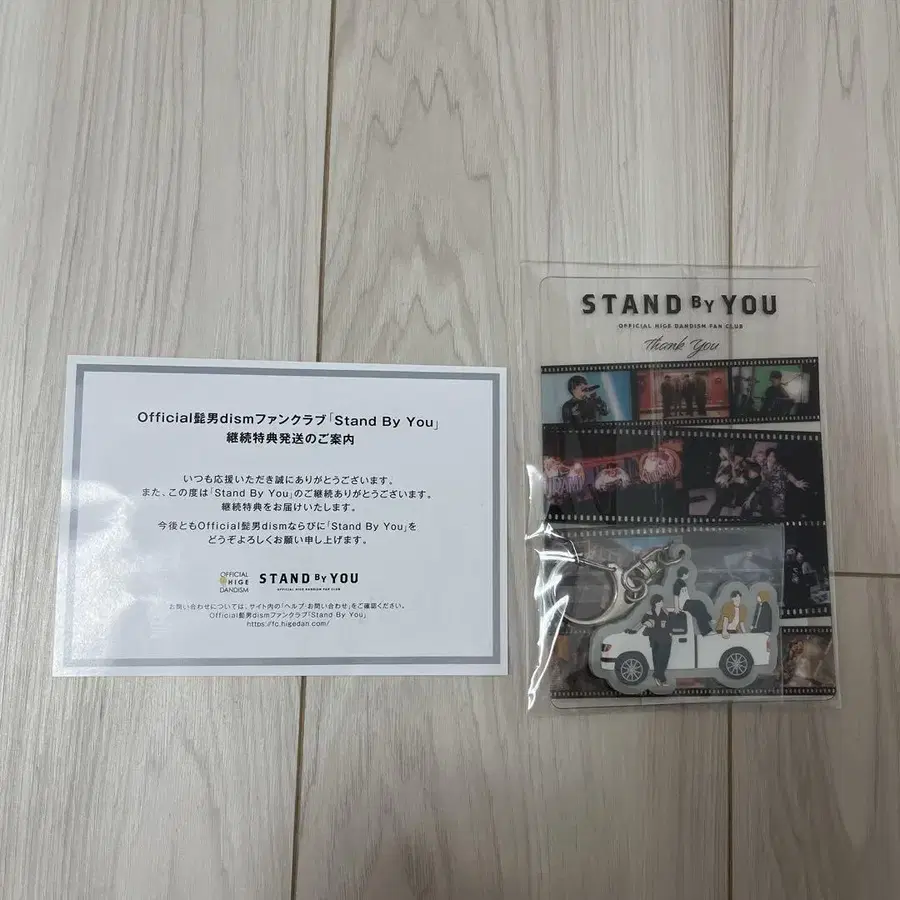 Official髭男dismファンクラブ「Stand By You」
継続特典発送のご案内
いつも応援いただき誠にありがとうございます。
また、この度は「Stand By You」のご継続ありがとうございます。
継続特典をお届けいたします。
今後ともOfficial髭男dismならびに「Stand By You」を
どうぞよろしくお願い申し上げます。
OFFICIAL
HIGE
DANDISM
STAND BY YOU
OFFICIAL HIGE DANDISM FAN CLUB
お問い合わせについては、サイト内の「ヘルプ・お問い合わせ」をご確認ください。
Official髭男dismファンクラブ「Stand By You」
https://fc.higedan.com/
STAND BY YOU
OFFICIAL HIGE DANDISM FAN CLUB
Thank You